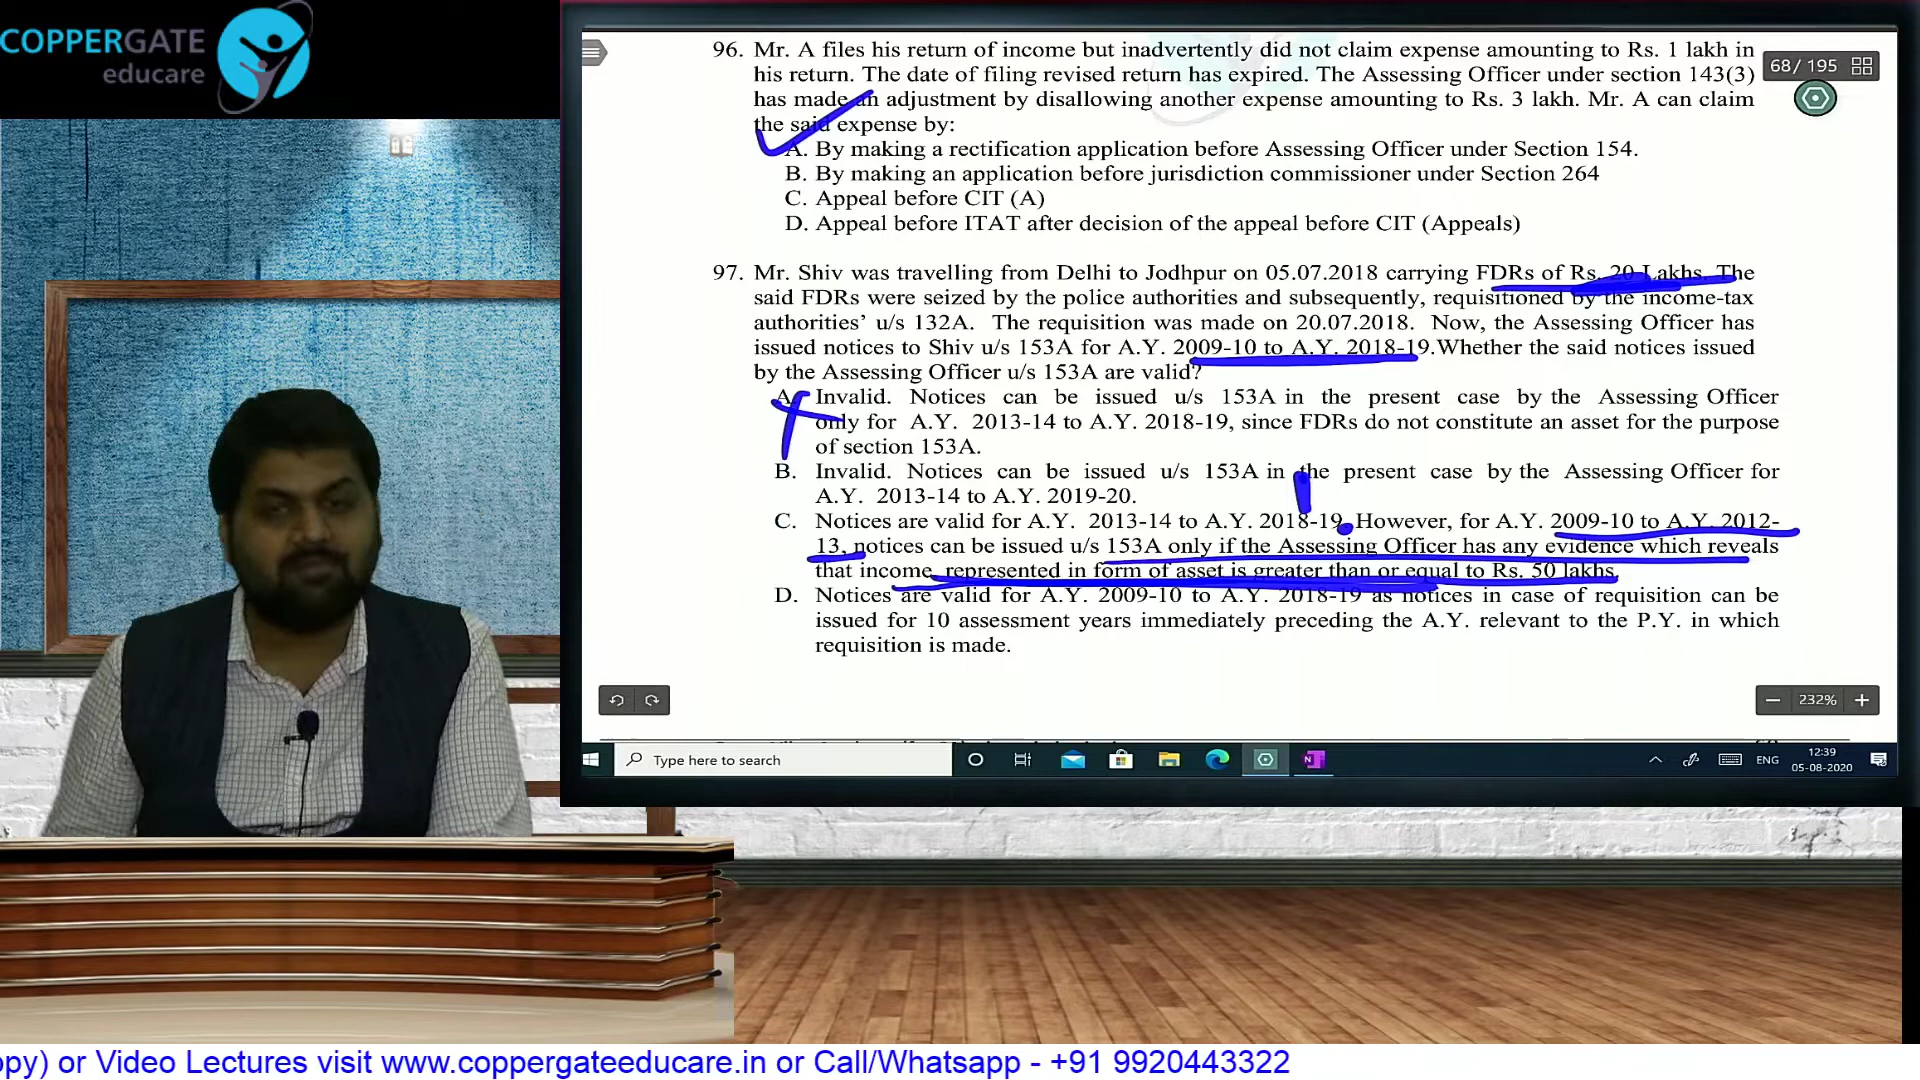 COPPERGATE
educare
96. Mr. A files his return of income but inadvertently did not claim expense amounting to Rs. 1 lakh in
his return. The date of filing revised return has expired. The Assessing Officer under section 143(3)
has made an adjustment by disallowing another expense amounting to Rs. 3 lakh. Mr. A can claim
the said expense by:
A. By making a rectification application before Assessing Officer under Section 154.
B. By making an application before jurisdiction commissioner under Section 264
C. Appeal before CIT (A)
D. Appeal before ITAT after decision of the appeal before CIT (Appeals)
68/ 195
97. Mr. Shiv was travelling from Delhi to Jodhpur on 05.07.2018 carrying FDRs of Rs. 20 Lakhs. The
said FDRs were seized by the police authorities and subsequently, requisitioned by the income-tax
authorities' u/s 132A. The requisition was made on 20.07.2018. Now, the Assessing Officer has
issued notices to Shiv u/s 153A for A.Y. 2009-10 to A.Y. 2018-19.Whether the said notices issued
by the Assessing Officer u/s 153A are valid?
A. Invalid. Notices can be issued u/s 153A in the present case by the Assessing Officer
only for A.Y. 2013-14 to A.Y. 2018-19, since FDRs do not constitute an asset for the purpose
of section 153A.
B. Invalid. Notices can be issued u/s 153A in the present case by the Assessing Officer for
A.Y. 2013-14 to A.Y. 2019-20.
C. Notices are valid for A.Y. 2013-14 to A.Y. 2018-19. However, for A.Y. 2009-10 to A.Y. 2012-
13, notices can be issued u/s 153A only if the Assessing Officer has any evidence which reveals
that income, represented in form of asset is greater than or equal to Rs. 50 lakhs.
D. Notices are valid for A.Y. 2009-10 to A.Y. 2018-19 as notices in case of requisition can be
issued for 10 assessment years immediately preceding the A.Y. relevant to the P.Y. in which
requisition is made.
232%
Type here to search
ENG
12:39
05-08-2020
opy) or Video Lectures visit www.coppergateeducare.in or Call/Whatsapp - +91 9920443322